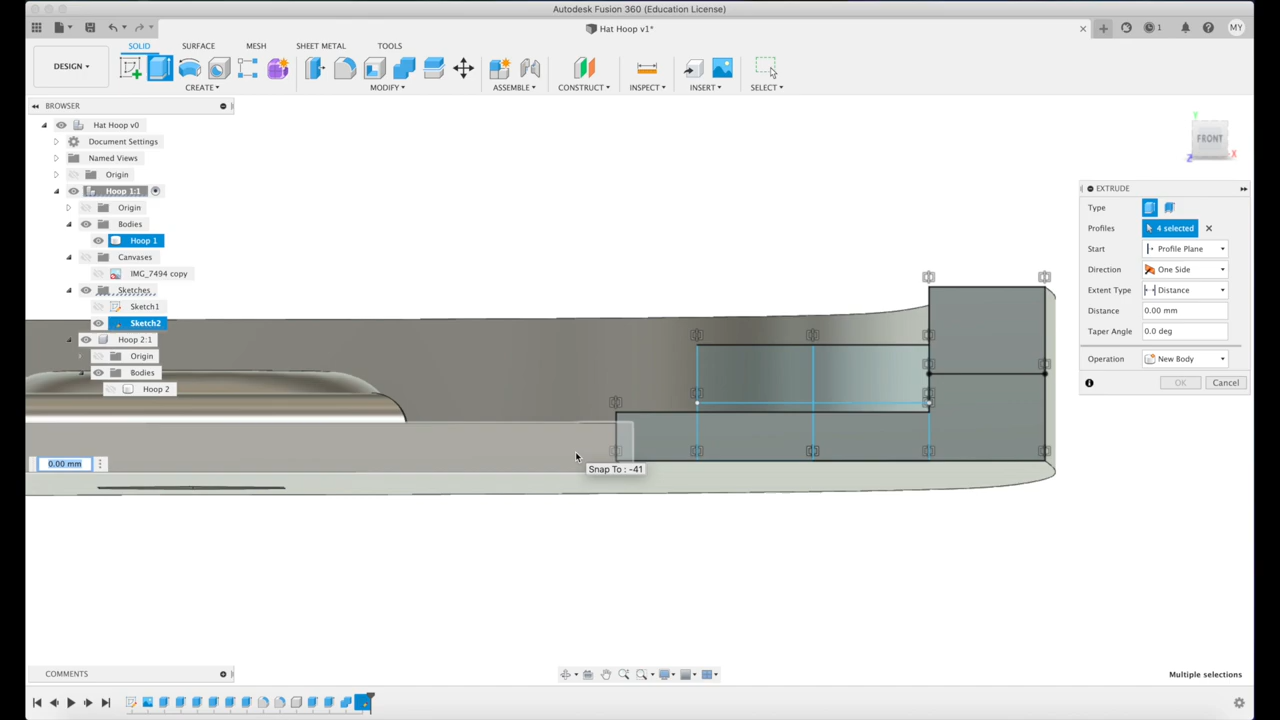 Autodesk Fusion 360 (Education License)
Hat Hoop v1*
1
MY
DESIGN
SOLID
SURFACE
MESH
SHEET METAL
TOOLS
CREATE
MODIFY
ASSEMBLE
CONSTRUCT
INSPECT
INSERT
SELECT
BROWSER
Hat Hoop v0
Document Settings
Named Views
Origin
Hoop 1:1
Origin
Bodies
Hoop 1
Canvases
IMG_7494 copy
Sketches
Sketch1
Sketch2
Hoop 2:1
Origin
Bodies
Hoop 2
0.00 mm
Snap To : -41
Y
FRONT
Z
X
EXTRUDE
Type
Profiles
4 selected
Start
Profile Plane
Direction
One Side
Extent Type
Distance
Distance
0.00 mm
Taper Angle
0.0 deg
Operation
New Body
OK
Cancel
COMMENTS
Multiple selections